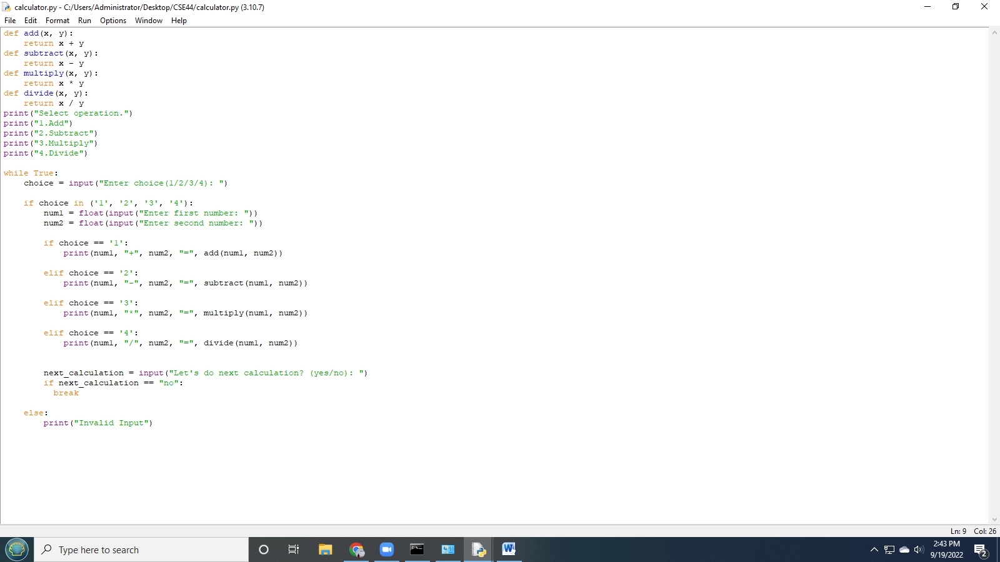 calculator.py - C:/Users/Administrator/Desktop/CSE44/calculator.py (3.10.7)
File Edit Format Run Options Window Help
def add(x, y):
    return x + y
def subtract(x, y):
    return x - y
def multiply(x, y):
    return x * y
def divide(x, y):
    return x / y
print("Select operation.")
print("1.Add")
print("2.Subtract")
print("3.Multiply")
print("4.Divide")
while True:
    choice = input("Enter choice(1/2/3/4): ")
    if choice in ('1', '2', '3', '4'):
        num1 = float(input("Enter first number: "))
        num2 = float(input("Enter second number: "))
        if choice == '1':
            print(num1, "+", num2, "=", add(num1, num2))
        elif choice == '2':
            print(num1, "-", num2, "=", subtract(num1, num2))
        elif choice == '3':
            print(num1, "*", num2, "=", multiply(num1, num2))
        elif choice == '4':
            print(num1, "/", num2, "=", divide(num1, num2))
        next_calculation = input("Let's do next calculation? (yes/no): ")
        if next_calculation == "no":
          break
    else:
        print("Invalid Input")
Ln: 9 Col: 26
Type here to search
2:43 PM
9/19/2022
2